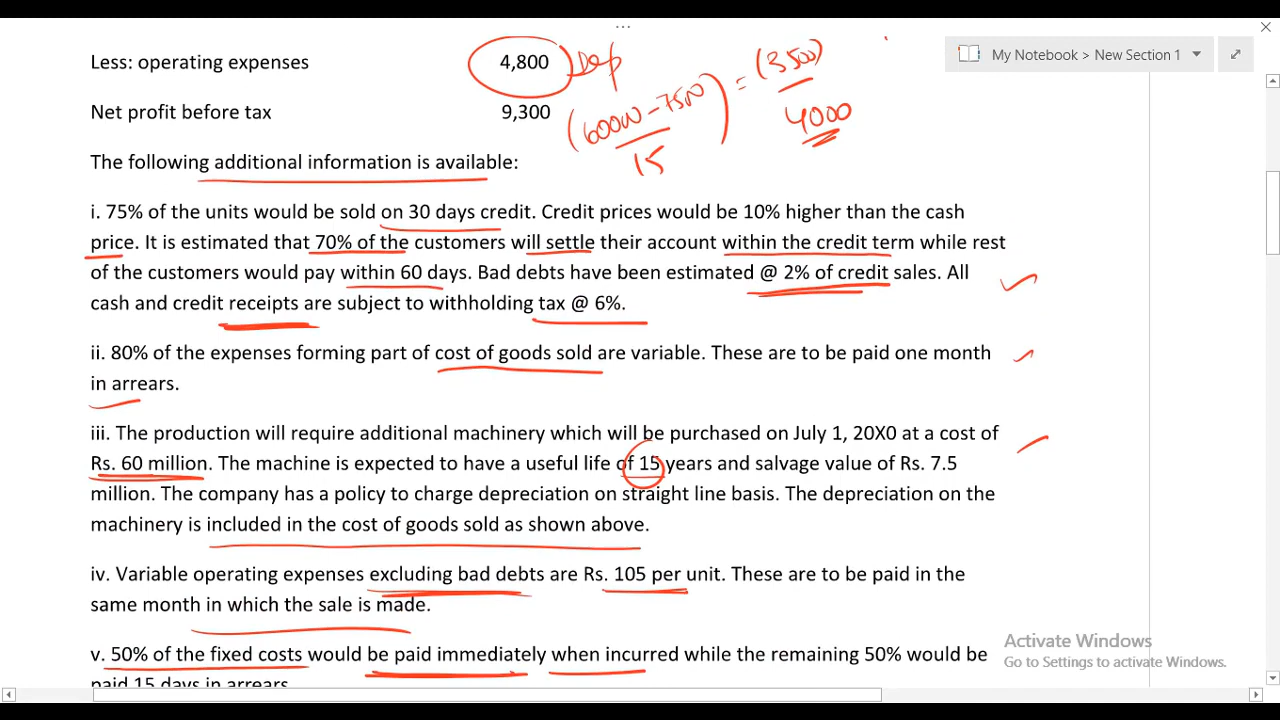 ...
My Notebook > New Section 1
Less: operating expenses 4,800 Dep
(60000 - 7500) = (3500)
15
4000
Net profit before tax 9,300
The following additional information is available:
i. 75% of the units would be sold on 30 days credit. Credit prices would be 10% higher than the cash
price. It is estimated that 70% of the customers will settle their account within the credit term while rest
of the customers would pay within 60 days. Bad debts have been estimated @ 2% of credit sales. All
cash and credit receipts are subject to withholding tax @ 6%.
ii. 80% of the expenses forming part of cost of goods sold are variable. These are to be paid one month
in arrears.
iii. The production will require additional machinery which will be purchased on July 1, 20X0 at a cost of
Rs. 60 million. The machine is expected to have a useful life of 15 years and salvage value of Rs. 7.5
million. The company has a policy to charge depreciation on straight line basis. The depreciation on the
machinery is included in the cost of goods sold as shown above.
iv. Variable operating expenses excluding bad debts are Rs. 105 per unit. These are to be paid in the
same month in which the sale is made.
v. 50% of the fixed costs would be paid immediately when incurred while the remaining 50% would be
paid 15 days in arrears
Activate Windows
Go to Settings to activate Windows.